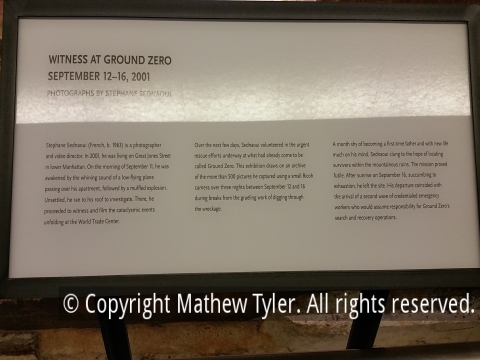 WITNESS AT GROUND ZERO
SEPTEMBER 12–16, 2001
PHOTOGRAPHS BY STEPHANE SEDNAOUI
Stephane Sednaoui (French, b. 1963) is a photographer
and video director. In 2001, he was living on Great Jones Street
in lower Manhattan. On the morning of September 11, he was
awakened by the whining sound of a low-flying plane
passing over his apartment, followed by a muffled explosion.
Unsettled, he ran to his roof to investigate. There, he
proceeded to witness and film the cataclysmic events
unfolding at the World Trade Center.
Over the next few days, Sednaoui volunteered in the urgent
rescue efforts underway at what had already come to be
called Ground Zero. This exhibition draws on an archive
of the more than 500 pictures he captured using a small Ricoh
camera over three nights between September 12 and 16
during breaks from the grueling work of digging through
the wreckage.
A month shy of becoming a first-time father and with new life
much on his mind, Sednaoui clung to the hope of locating
survivors within the mountainous ruins. The mission proved
futile. After sunrise on September 16, succumbing to
exhaustion, he left the site. His departure coincided with
the arrival of a second wave of credentialed emergency
workers who would assume responsibility for Ground Zero's
search and recovery operations.
© Copyright Mathew Tyler. All rights reserved.